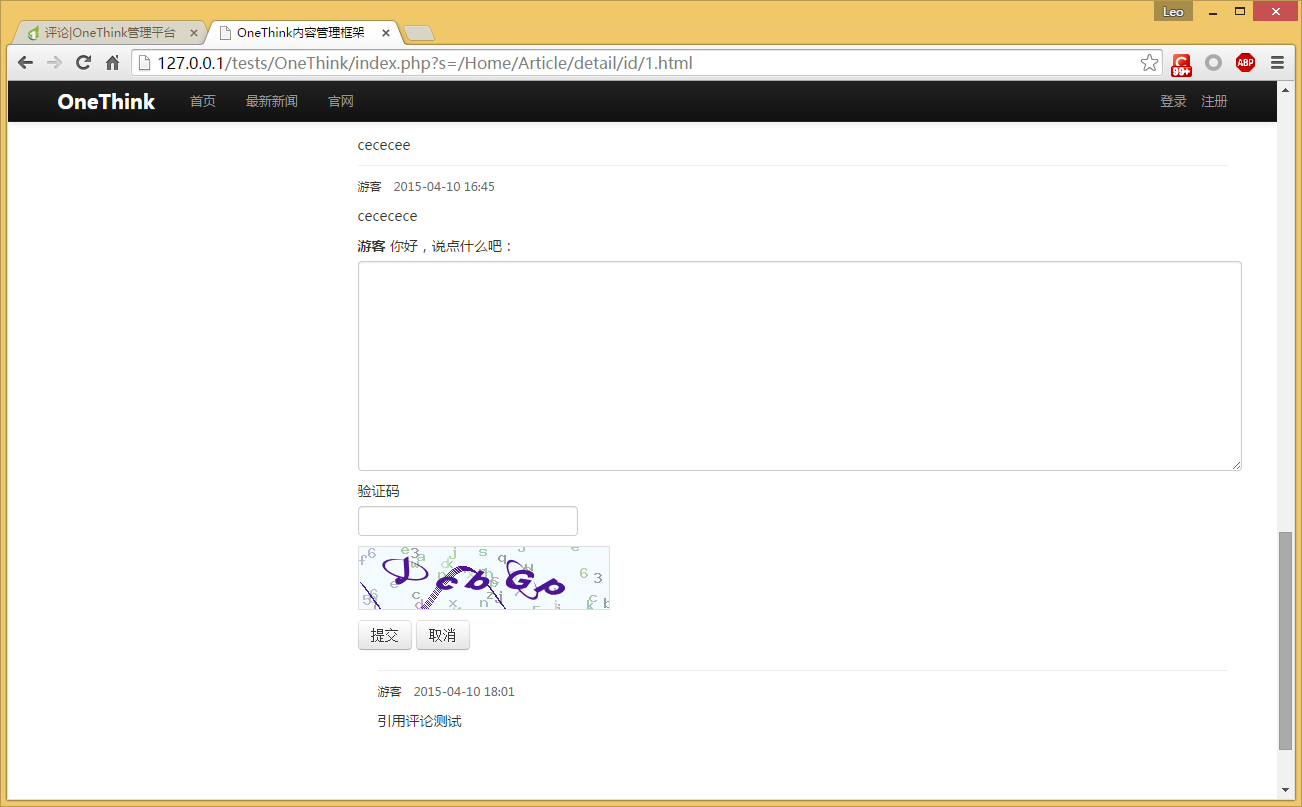 Leo
评论|OneThink管理平台
OneThink内容管理框架
127.0.0.1/tests/OneThink/index.php?s=/Home/Article/detail/id/1.html
99+
ABP
OneThink 首页 最新新闻 官网 登录 注册
cececee
游客 2015-04-10 16:45
cececece
游客 你好，说点什么吧：
验证码
JcbGp
提交 取消
游客 2015-04-10 18:01
引用评论测试